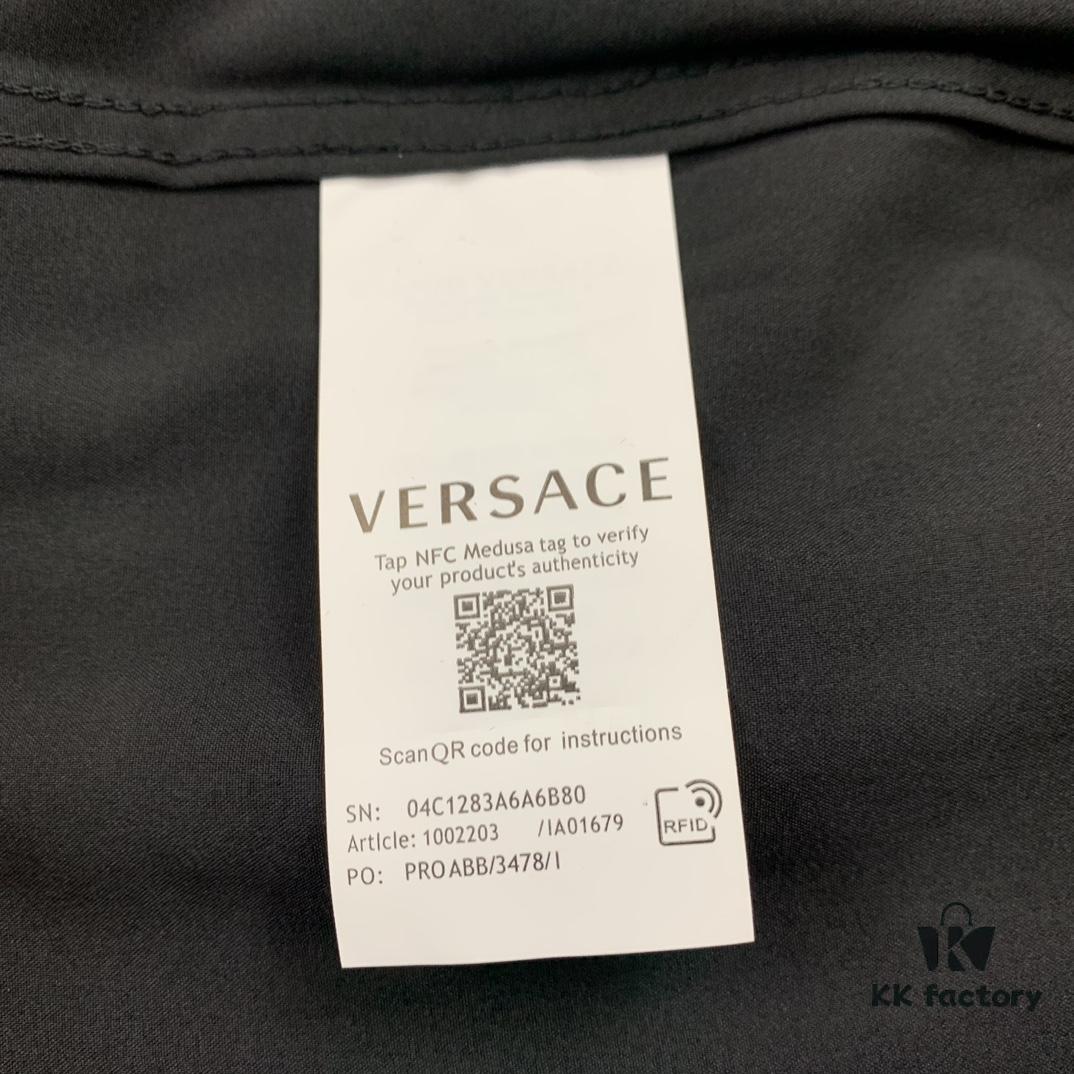 VERSACE
Tap NFC Medusa tag to verify
your product's authenticity
Scan QR code for instructions
SN: 04C1283A6A6B80
Article: 1002203 /IA01679
PO: PRO ABB/3478/I
RFID
KK factory